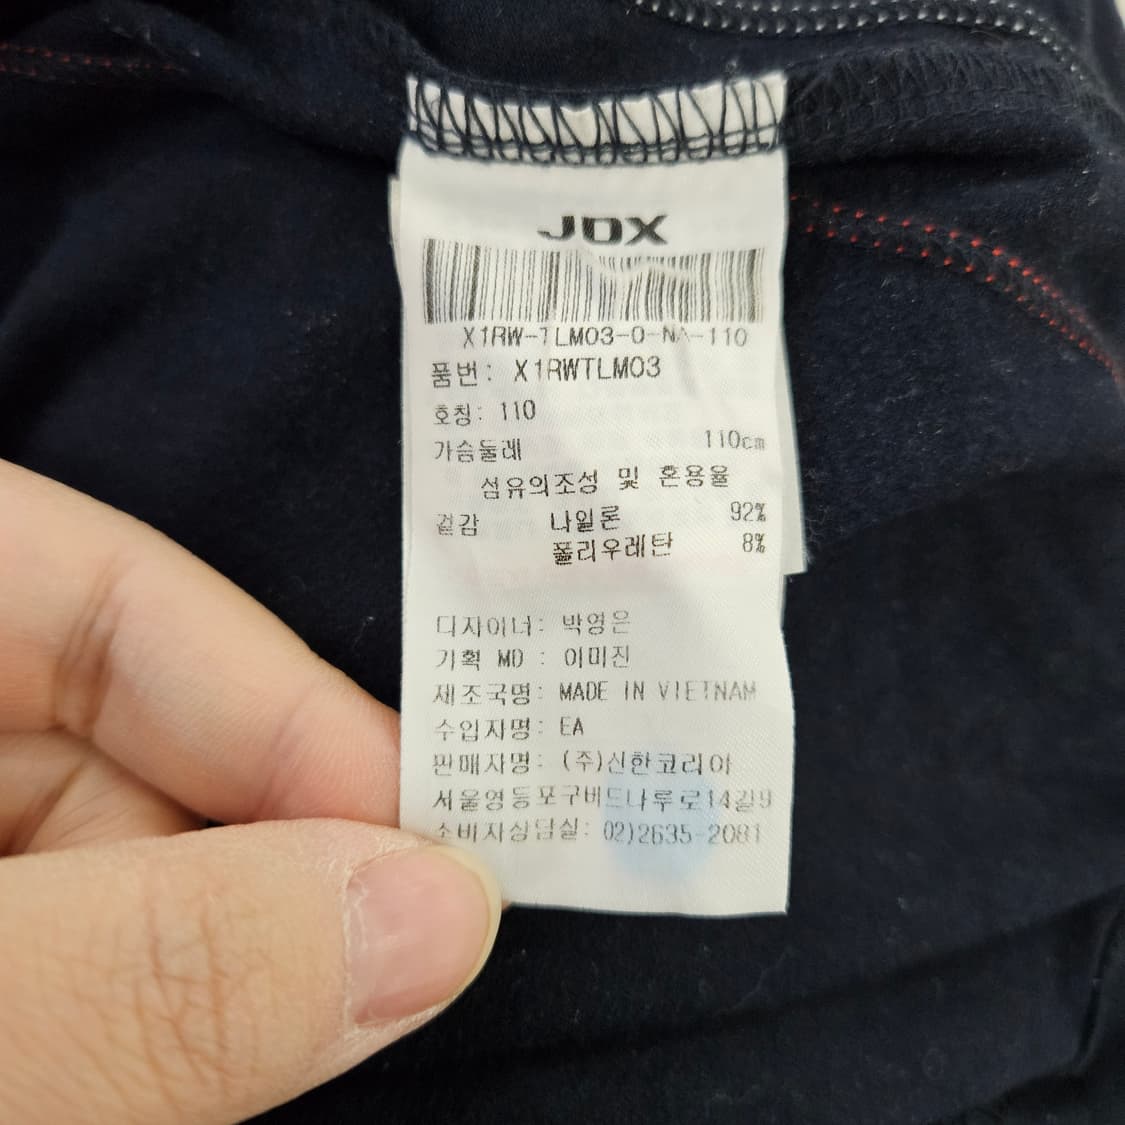 JDX
X1RW-TLM03-0-NA-110
품번: X1RWTLM03
호칭: 110
가슴둘레 110cm
섬유의조성 및 혼용율
겉감 나일론 92%
폴리우레탄 8%
디자이너: 박영은
기획 MD : 이미진
제조국명: MADE IN VIETNAM
수입자명: EA
판매자명: (주)신한코리아
서울영등포구버드나루로14길9
소비자상담실: 02)2635-2081